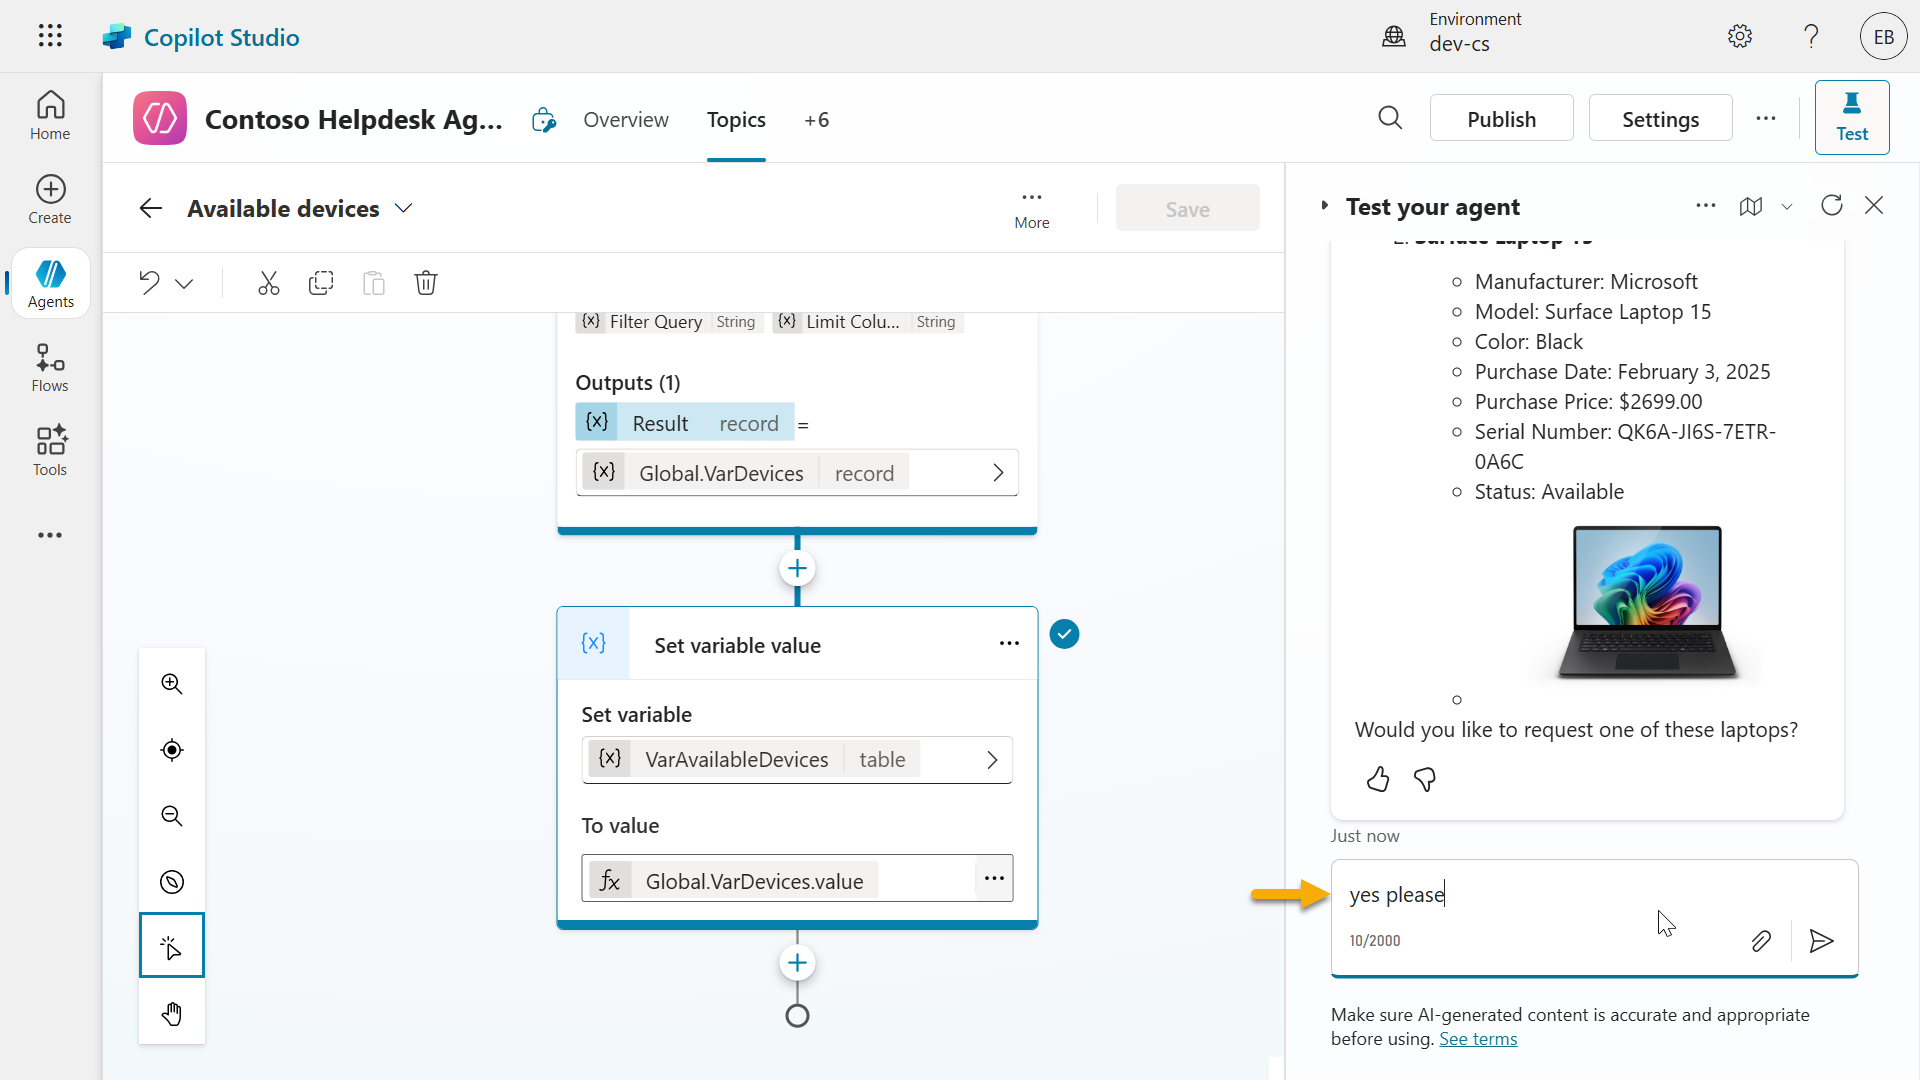 Copilot Studio
Environment
dev-cs
?
EB
Home
Create
Agents
Flows
Tools
Contoso Helpdesk Ag...
Overview
Topics
+6
Publish
Settings
Test
Available devices
More
Save
{x} Filter Query String
{x} Limit Colu... String
Outputs (1)
{x} Result record =
{x} Global.VarDevices record
{x} Set variable value
Set variable
{x} VarAvailableDevices table
To value
fx Global.VarDevices.value
Test your agent
2. Surface Laptop 15
Manufacturer: Microsoft
Model: Surface Laptop 15
Color: Black
Purchase Date: February 3, 2025
Purchase Price: $2699.00
Serial Number: QK6A-JI6S-7ETR-
0A6C
Status: Available
Would you like to request one of these laptops?
Just now
yes please
10/2000
Make sure AI-generated content is accurate and appropriate
before using. See terms